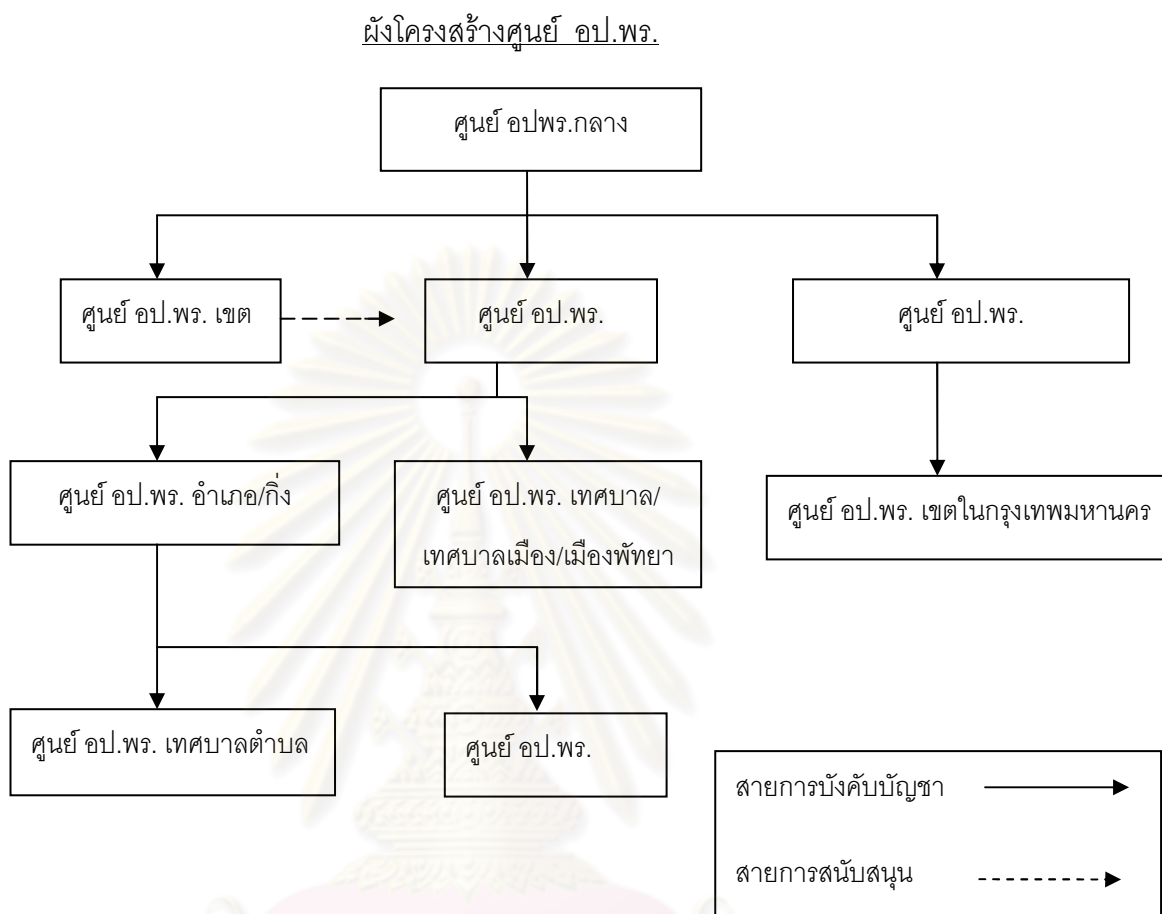 ผังโครงสร้างศูนย์ อป.พร.
ศูนย์ อปพร.กลาง
ศูนย์ อป.พร. เขต
ศูนย์ อป.พร.
ศูนย์ อป.พร.
ศูนย์ อป.พร. อำเภอ/กิ่ง
ศูนย์ อป.พร. เทศบาล/
เทศบาลเมือง/เมืองพัทยา
ศูนย์ อป.พร. เขตในกรุงเทพมหานคร
ศูนย์ อป.พร. เทศบาลตำบล
ศูนย์ อป.พร.
สายการบังคับบัญชา
สายการสนับสนุน